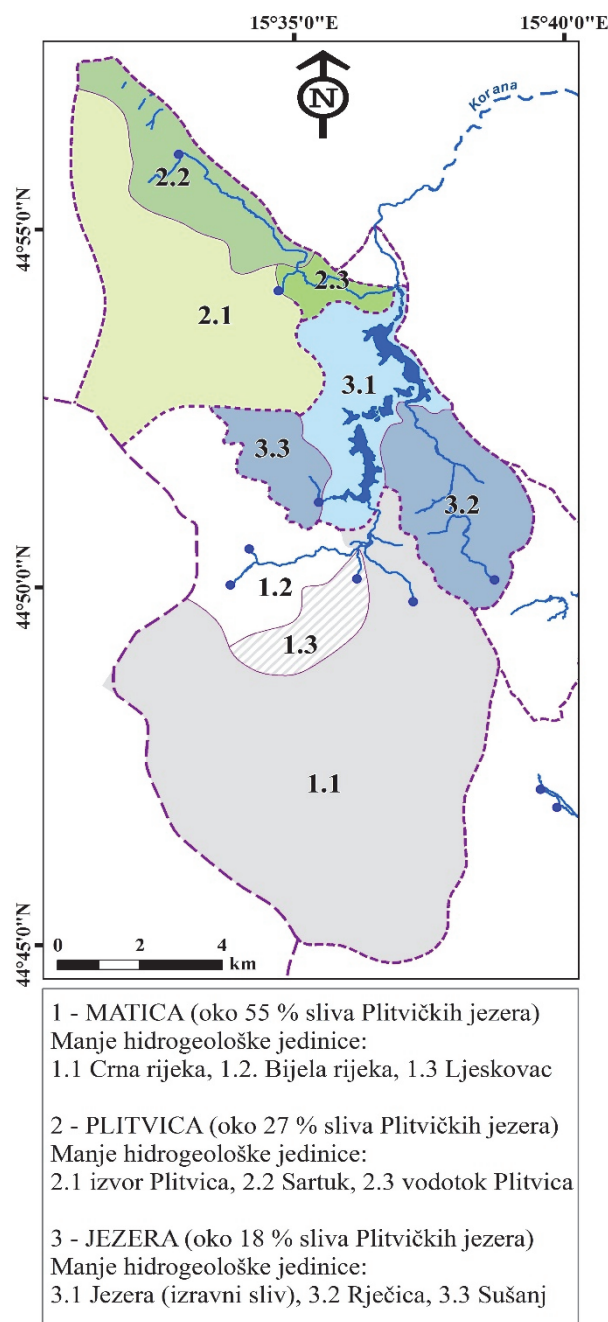 15°35'0"E
15°40'0"E
N
Korana
44°55'0"N
2.2
2.3
2.1
3.1
3.3
3.2
44°50'0"N
1.2
1.3
1.1
44°45'0"N
0 2 4
km
1 - MATICA (oko 55 % sliva Plitvičkih jezera)
Manje hidrogeološke jedinice:
1.1 Crna rijeka, 1.2. Bijela rijeka, 1.3 Ljeskovac
2 - PLITVICA (oko 27 % sliva Plitvičkih jezera)
Manje hidrogeološke jedinice:
2.1 izvor Plitvica, 2.2 Sartuk, 2.3 vodotok Plitvica
3 - JEZERA (oko 18 % sliva Plitvičkih jezera)
Manje hidrogeološke jedinice:
3.1 Jezera (izravni sliv), 3.2 Rječica, 3.3 Sušanj